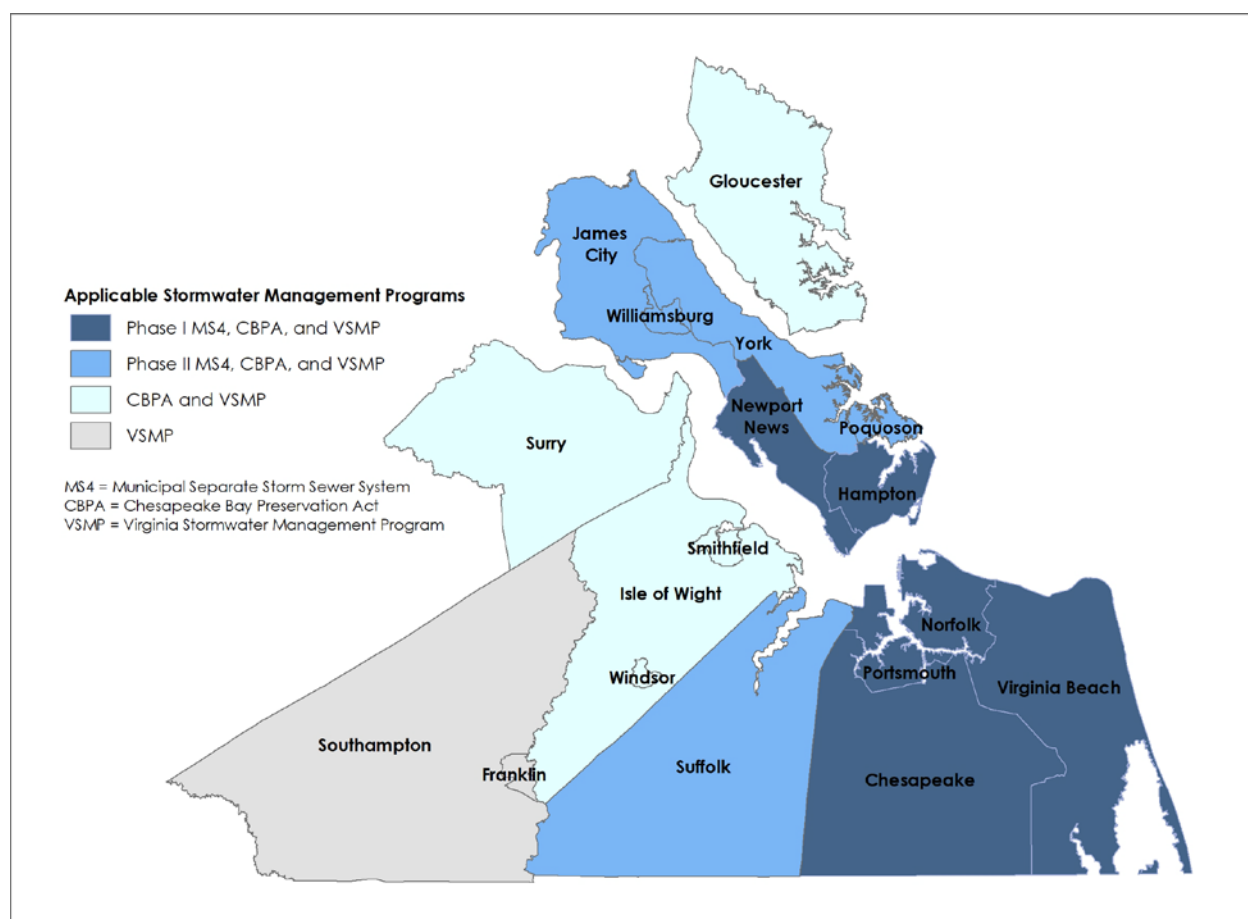 Gloucester
James
City
Applicable Stormwater Management Programs
Phase I MS4, CBPA, and VSMP
Phase II MS4, CBPA, and VSMP
CBPA and VSMP
VSMP
MS4 = Municipal Separate Storm Sewer System
CBPA = Chesapeake Bay Preservation Act
VSMP = Virginia Stormwater Management Program
Williamsburg
York
Newport
News
Poquoson
Surry
Hampton
Smithfield
Isle of Wight
Norfolk
Windsor
Portsmouth
Virginia Beach
Southampton
Franklin
Suffolk
Chesapeake